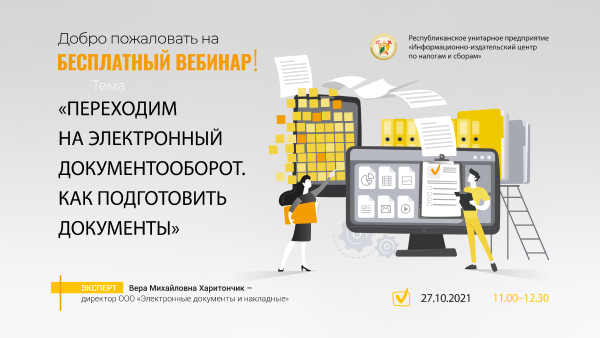 Добро пожаловать на
БЕСПЛАТНЫЙ ВЕБИНАР!
Тема
«ПЕРЕХОДИМ
НА ЭЛЕКТРОННЫЙ
ДОКУМЕНТООБОРОТ.
КАК ПОДГОТОВИТЬ
ДОКУМЕНТЫ»
Республиканское унитарное предприятие
«Информационно-издательский центр
по налогам и сборам»
ЭКСПЕРТ Вера Михайловна Харитончик –
директор ООО «Электронные документы и накладные»
27.10.2021 11.00–12.30